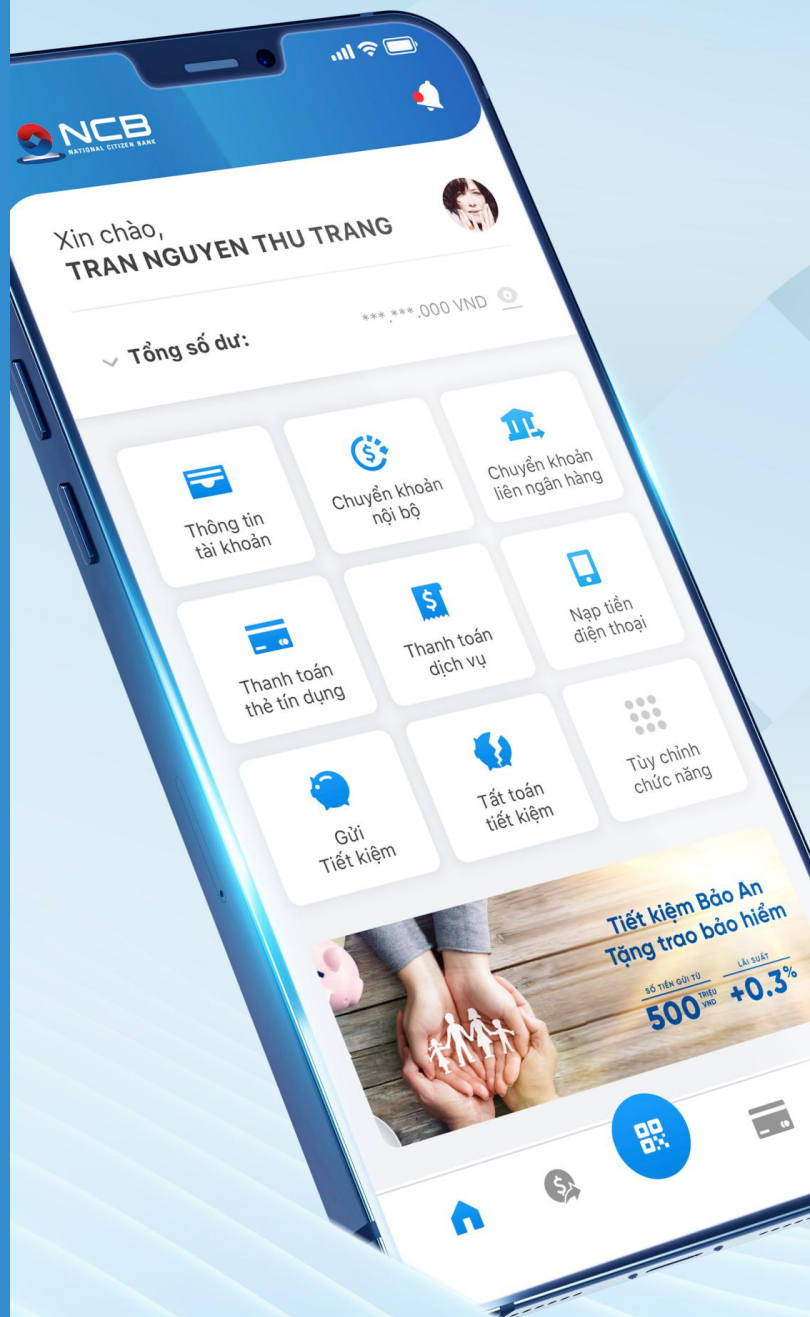 NCB
NATIONAL CITIZEN BANK
Xin chào,
TRAN NGUYEN THU TRANG
Tổng số dư:
***.***.000 VND
Thông tin
tài khoản
Chuyển khoản
nội bộ
Chuyển khoản
liên ngân hàng
Thanh toán
thẻ tín dụng
Thanh toán
dịch vụ
Nạp tiền
điện thoại
Gửi
Tiết kiệm
Tất toán
tiết kiệm
Tùy chỉnh
chức năng
Tiết kiệm Bảo An
Tặng trao bảo hiểm
SỐ TIỀN GỬI TỪ
500 TRIỆU VND
LÃI SUẤT
+0.3%